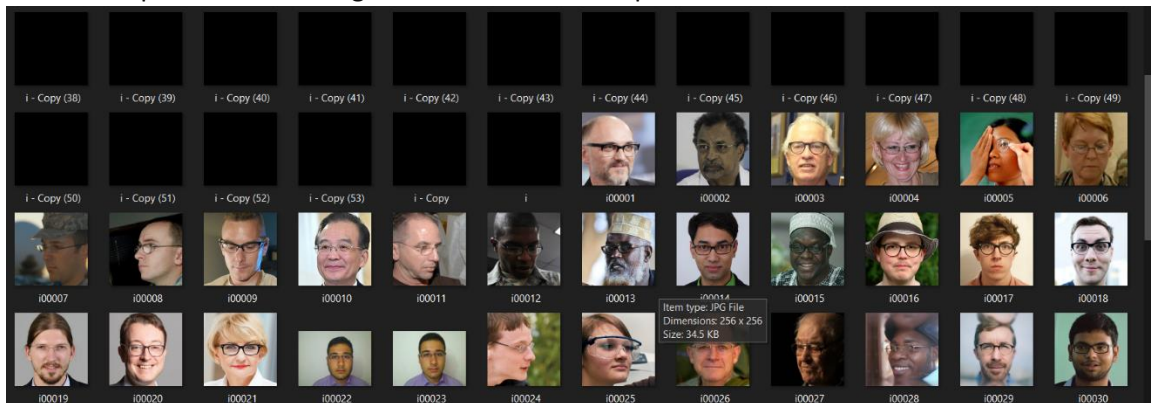 i - Copy (38) i - Copy (39) i - Copy (40) i - Copy (41) i - Copy (42) i - Copy (43) i - Copy (44) i - Copy (45) i - Copy (46) i - Copy (47) i - Copy (48) i - Copy (49)
i - Copy (50) i - Copy (51) i - Copy (52) i - Copy (53) i - Copy i i00001 i00002 i00003 i00004 i00005 i00006
i00007 i00008 i00009 i00010 i00011 i00012 i00013 i00014 i00015 i00016 i00017 i00018
Item type: JPG File
Dimensions: 256 x 256
Size: 34.5 KB
i00019 i00020 i00021 i00022 i00023 i00024 i00025 i00026 i00027 i00028 i00029 i00030